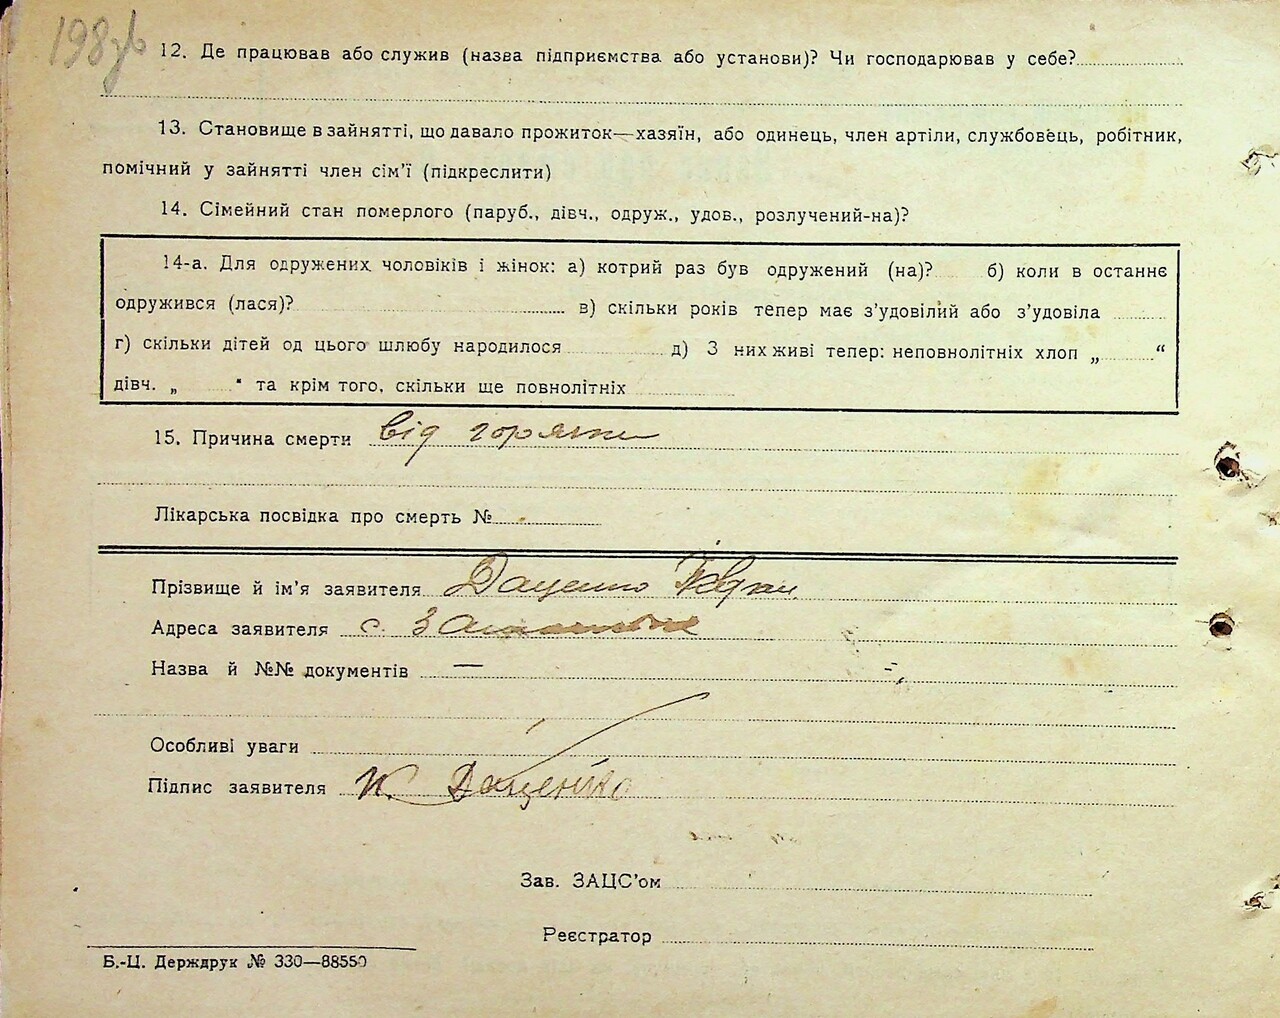 198 зв
12. Де працював або служив (назва підприємства або установи)? Чи господарював у себе?
13. Становище в зайнятті, що давало прожиток—хазяїн, або одинець, член артіли, службовець, робітник,
помічний у зайнятті член сім'ї (підкреслити)
14. Сімейний стан померлого (паруб., дівч., одруж., удов., розлучений-на)?
14-а. Для одружених чоловіків і жінок: а) котрий раз був одружений (на)? б) коли в останнє
одружився (лася)? в) скільки років тепер має з'удовілий або з'удовіла
г) скільки дітей од цього шлюбу народилося д) З них живі тепер: неповнолітніх хлоп „ “
дівч. „ “ та крім того, скільки ще повнолітніх
15. Причина смерти від горячки
Лікарська посвідка про смерть №
Прізвище й ім'я заявителя Даценко
Адреса заявителя с.
Назва й №№ документів —
Особливі уваги
Підпис заявителя Даценко
Зав. ЗАЦС'ом
Реєстратор
Б.-Ц. Держдрук № 330—88550